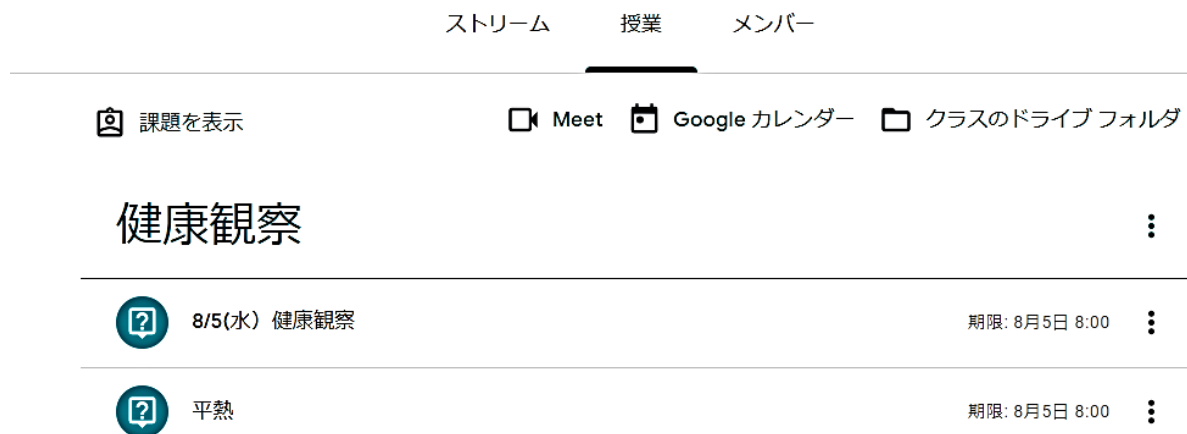 ストリーム 授業 メンバー
課題を表示 Meet Google カレンダー クラスのドライブ フォルダ
健康観察
8/5(水）健康観察 期限: 8月5日 8:00
平熱 期限: 8月5日 8:00